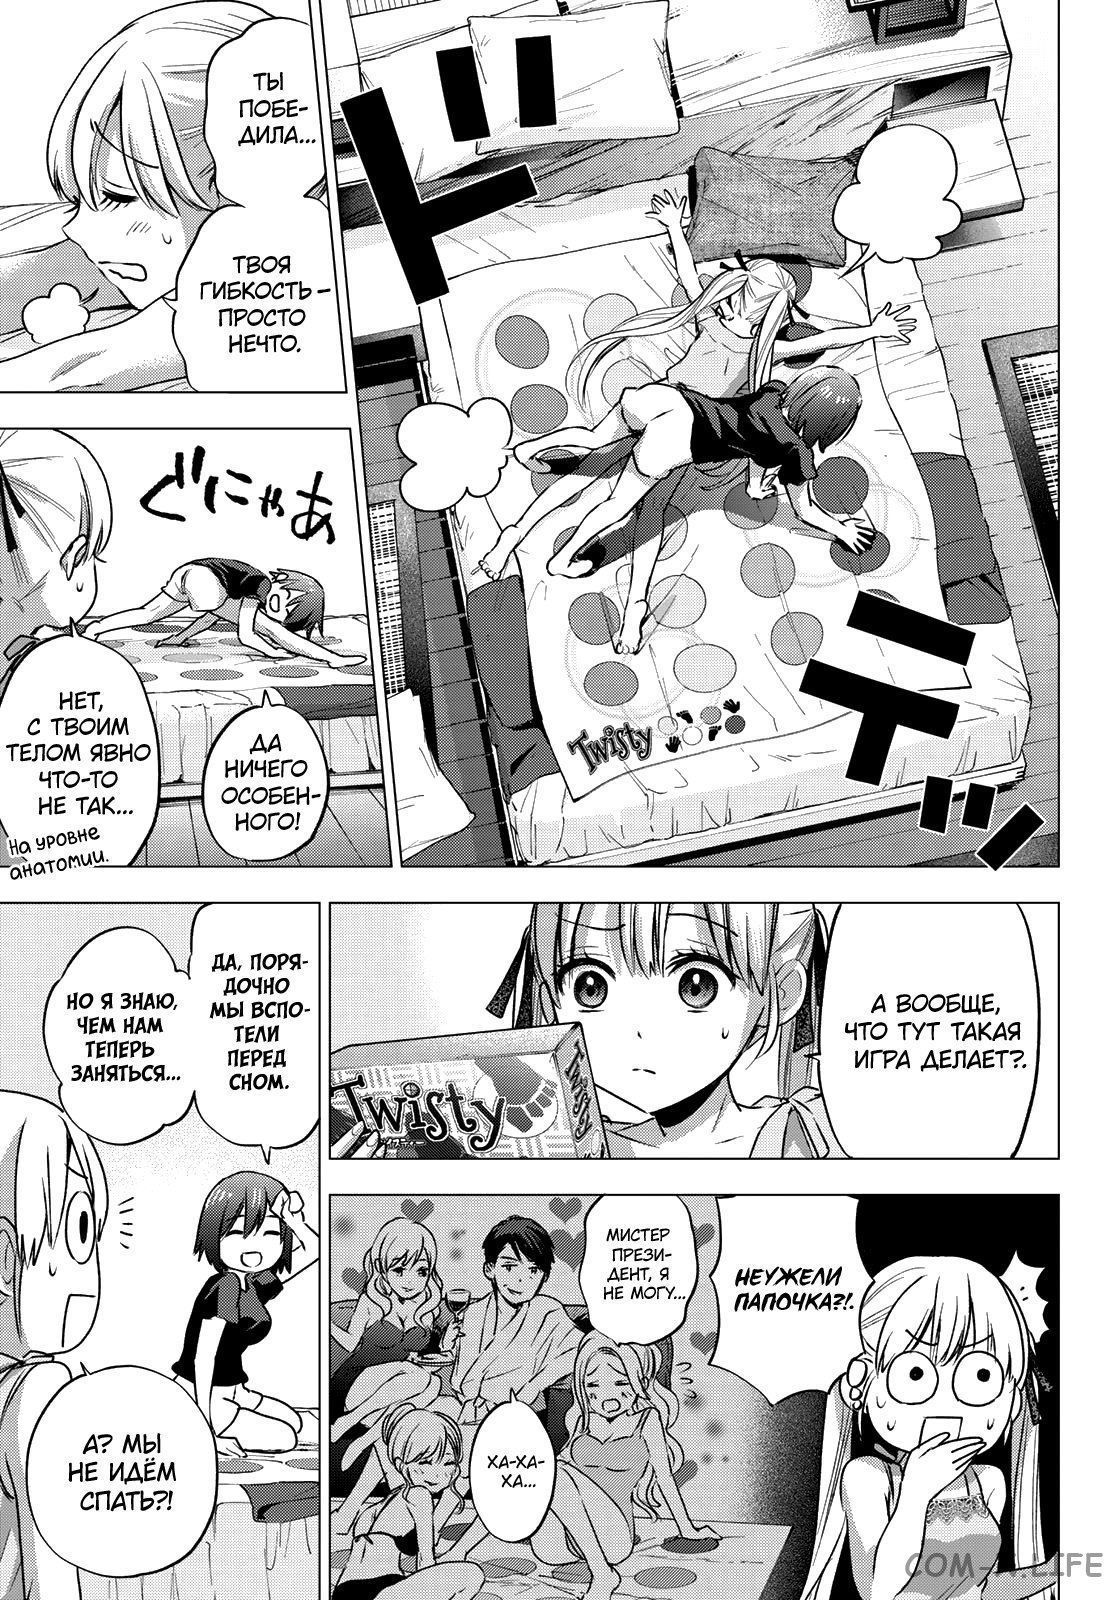 ドドーン
Twisty
ТЫ
ПОБЕ-
ДИЛА...
ТВОЯ
ГИБКОСТЬ –
ПРОСТО
НЕЧТО.
ぐにゃあ
ДА
НИЧЕГО
ОСОБЕН-
НОГО!
НЕТ,
С ТВОИМ
ТЕЛОМ ЯВНО
ЧТО-ТО
НЕ ТАК...
На уровне
анатомии.
А ВООБЩЕ,
ЧТО ТУТ ТАКАЯ
ИГРА ДЕЛАЕТ?.
Twisty
Twisty
ДА, ПОРЯ-
ДОЧНО
МЫ ВСПО-
ТЕЛИ
ПЕРЕД
СНОМ.
НО Я ЗНАЮ,
ЧЕМ НАМ
ТЕПЕРЬ
ЗАНЯТЬСЯ...
А? МЫ
НЕ ИДЁМ
СПАТЬ?!
НЕУЖЕЛИ
ПАПОЧКА?!.
МИСТЕР
ПРЕЗИ-
ДЕНТ, Я
НЕ МОГУ...
ХА-ХА-
ХА...